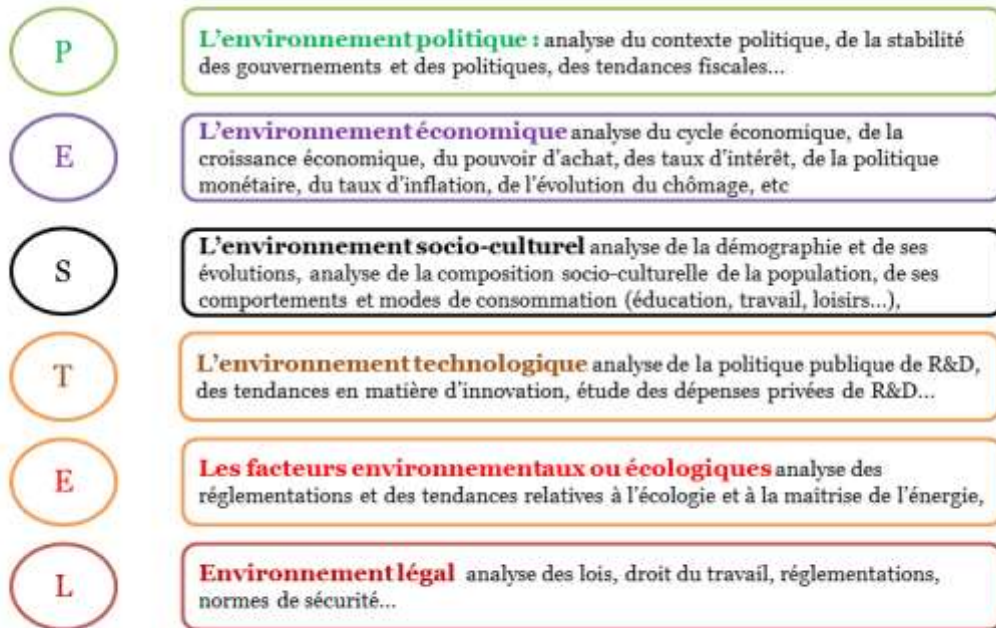 P
L'environnement politique : analyse du contexte politique, de la stabilité
des gouvernements et des politiques, des tendances fiscales...
E
L'environnement économique analyse du cycle économique, de la
croissance économique, du pouvoir d'achat, des taux d'intérêt, de la politique
monétaire, du taux d'inflation, de l'évolution du chômage, etc
S
L'environnement socio-culturel analyse de la démographie et de ses
évolutions, analyse de la composition socio-culturelle de la population, de ses
comportements et modes de consommation (éducation, travail, loisirs...),
T
L'environnement technologique analyse de la politique publique de R&D,
des tendances en matière d'innovation, étude des dépenses privées de R&D...
E
Les facteurs environnementaux ou écologiques analyse des
réglementations et des tendances relatives à l'écologie et à la maîtrise de l'énergie,
L
Environnement légal analyse des lois, droit du travail, réglementations,
normes de sécurité...